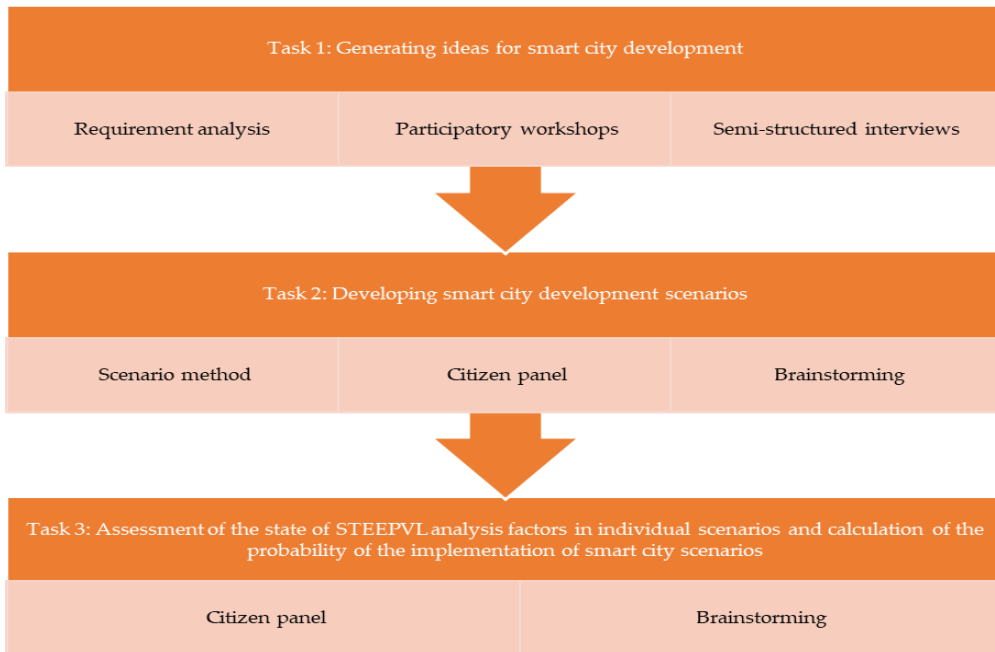 Task 1: Generating ideas for smart city development
Requirement analysis
Participatory workshops
Semi-structured interviews
Task 2: Developing smart city development scenarios
Scenario method
Citizen panel
Brainstorming
Task 3: Assessment of the state of STEEPVL analysis factors in individual scenarios and calculation of the
probability of the implementation of smart city scenarios
Citizen panel
Brainstorming